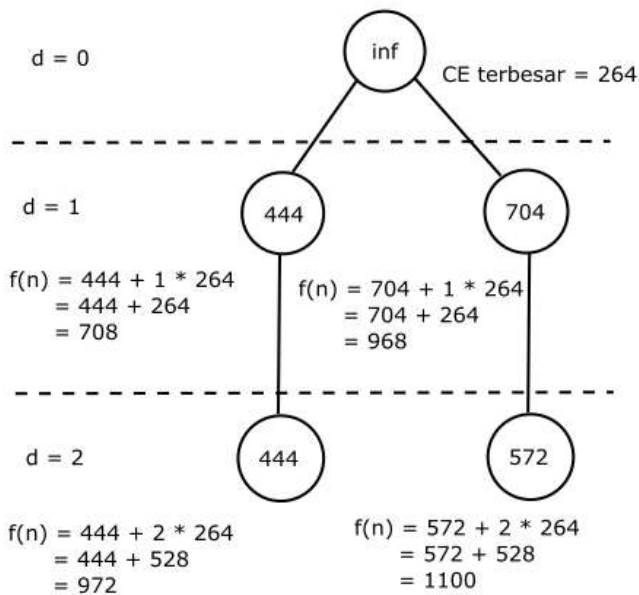 d = 0
inf
CE terbesar = 264
d = 1
444
704
f(n) = 444 + 1 * 264
= 444 + 264
= 708
f(n) = 704 + 1 * 264
= 704 + 264
= 968
d = 2
444
572
f(n) = 444 + 2 * 264
= 444 + 528
= 972
f(n) = 572 + 2 * 264
= 572 + 528
= 1100